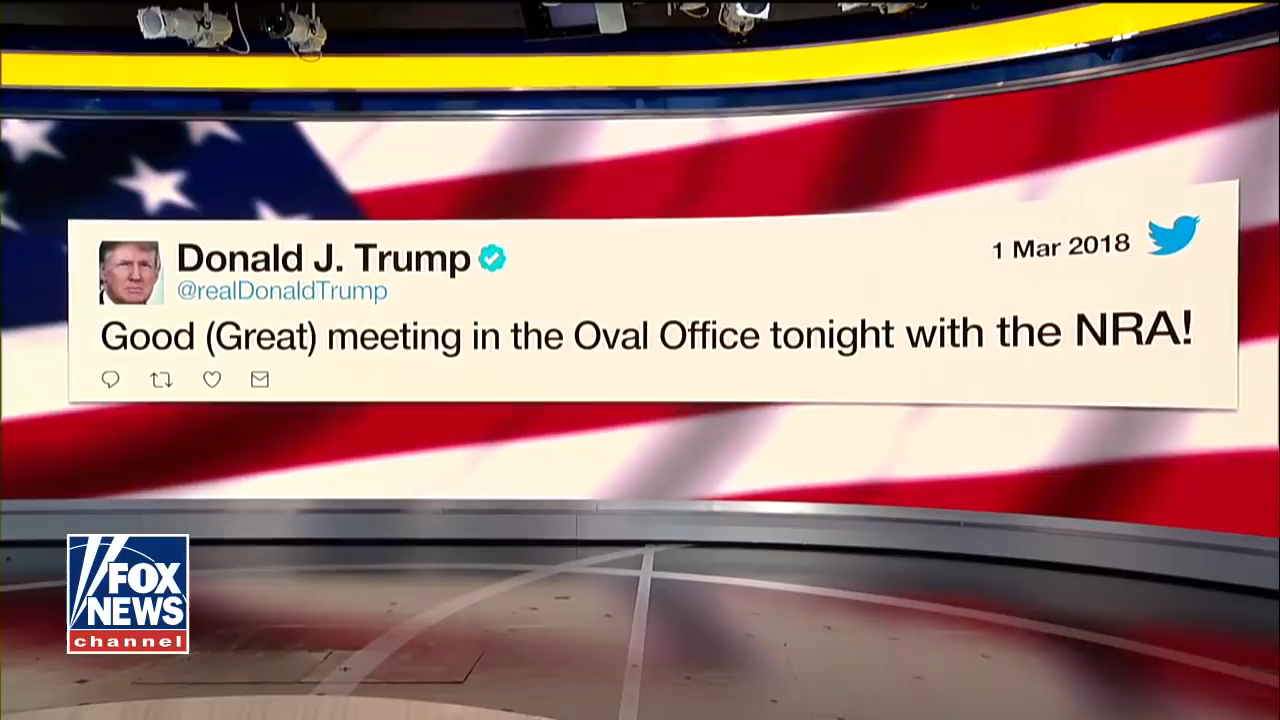 Donald J. Trump
1 Mar 2018
@realDonaldTrump
Good (Great) meeting in the Oval Office tonight with the NRA!
FOX
NEWS
channel